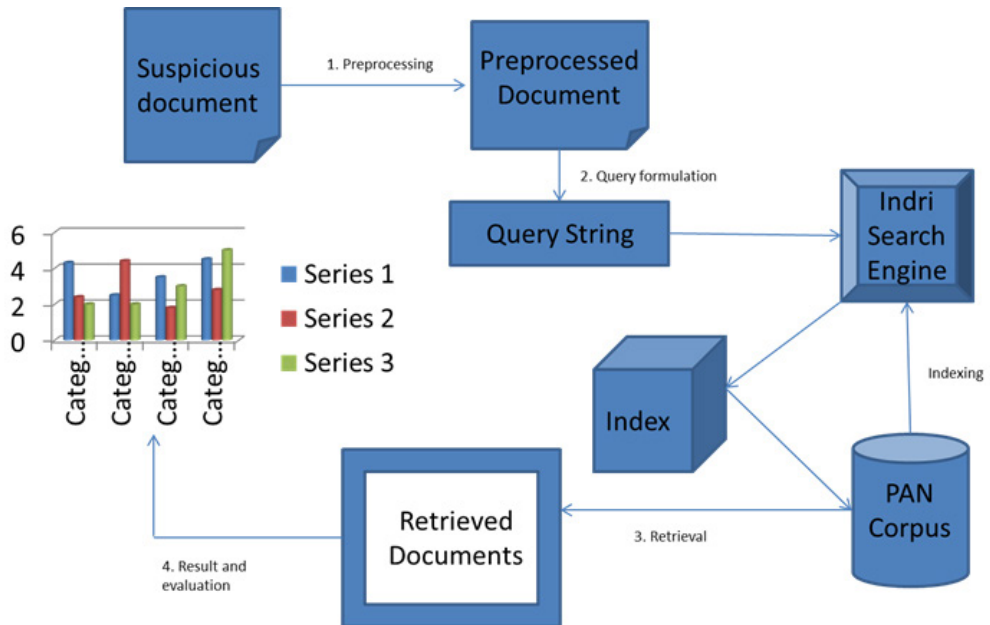 Suspicious
document
1. Preprocessing
Preprocessed
Document
2. Query formulation
Query String
Indri
Search
Engine
6
4
2
0
Categ...
Categ...
Categ...
Categ...
Series 1
Series 2
Series 3
Index
Indexing
PAN
Corpus
3. Retrieval
Retrieved
Documents
4. Result and
evaluation